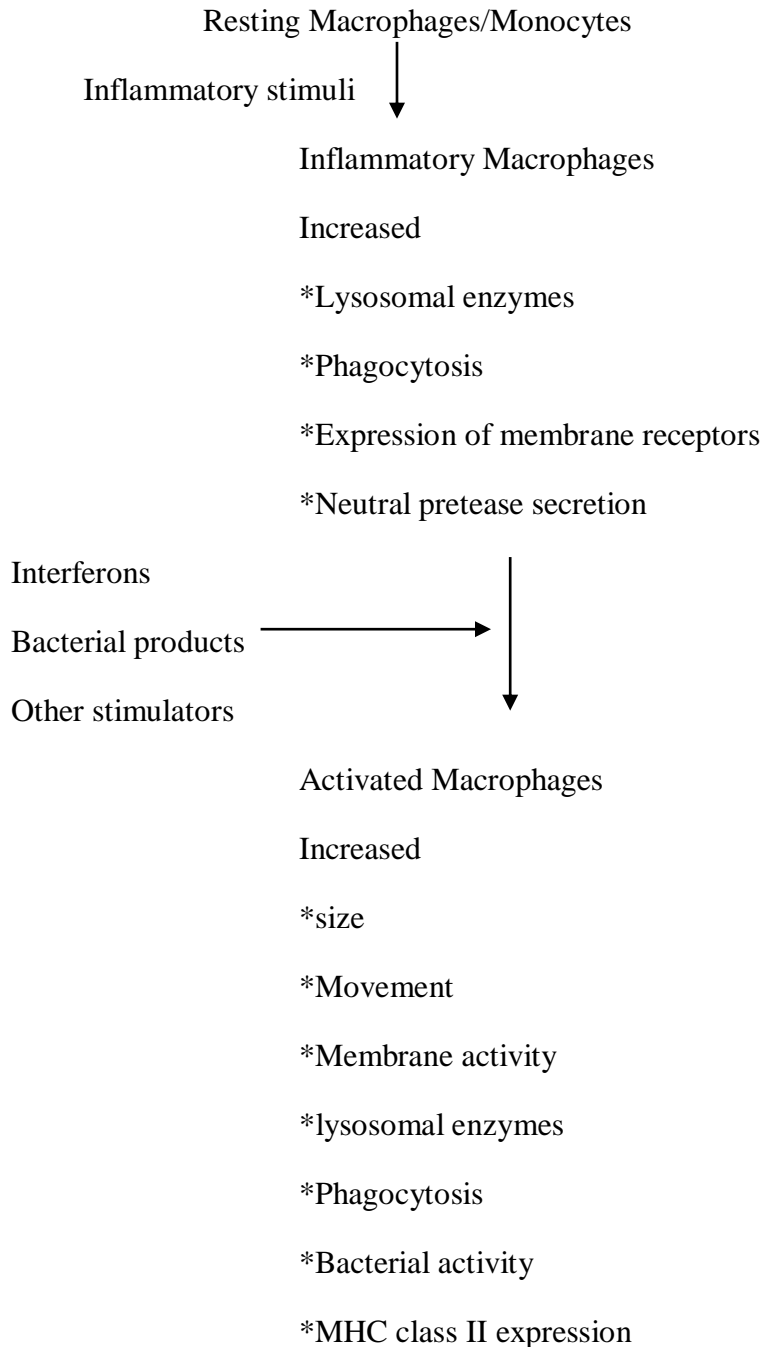 Resting Macrophages/Monocytes
Inflammatory stimuli
Inflammatory Macrophages
Increased
*Lysosomal enzymes
*Phagocytosis
*Expression of membrane receptors
*Neutral pretease secretion
Interferons
Bacterial products
Other stimulators
Activated Macrophages
Increased
*size
*Movement
*Membrane activity
*lysosomal enzymes
*Phagocytosis
*Bacterial activity
*MHC class II expression